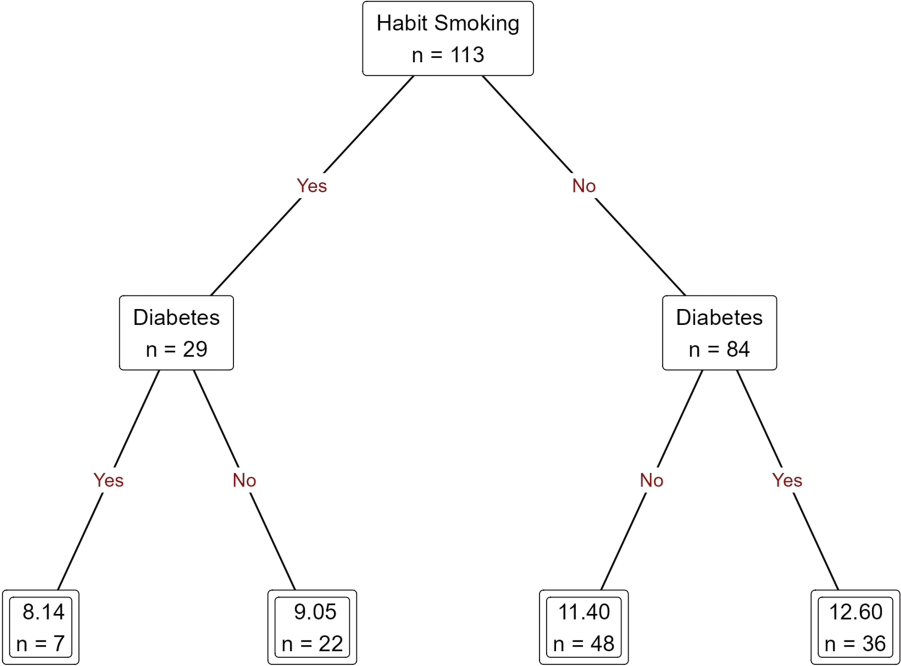 Habit Smoking
n = 113
Yes
No
Diabetes
n = 29
Diabetes
n = 84
Yes
No
No
Yes
8.14
n = 7
9.05
n = 22
11.40
n = 48
12.60
n = 36